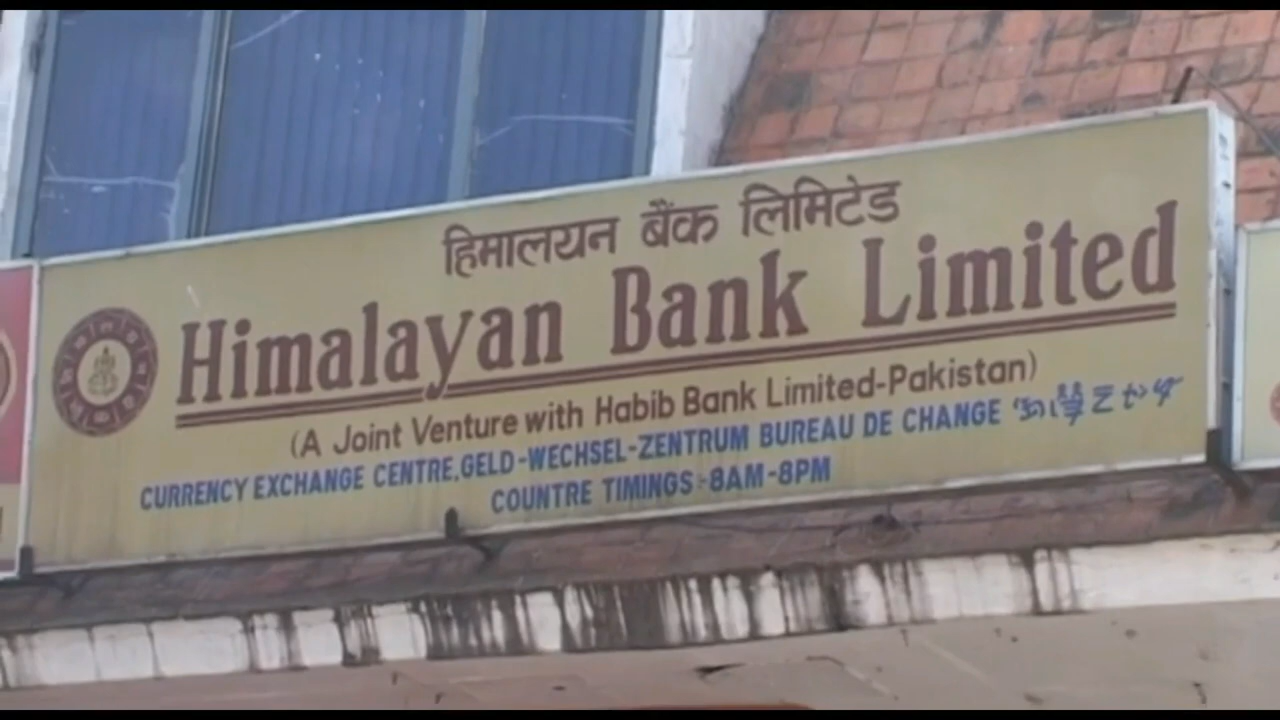 हिमालयन बैंक लिमिटेड
Himalayan Bank Limited
(A Joint Venture with Habib Bank Limited-Pakistan)
CURRENCY EXCHANGE CENTRE.GELD-WECHSEL-ZENTRUM BUREAU DE CHANGE
COUNTRE TIMINGS:-8AM-8PM